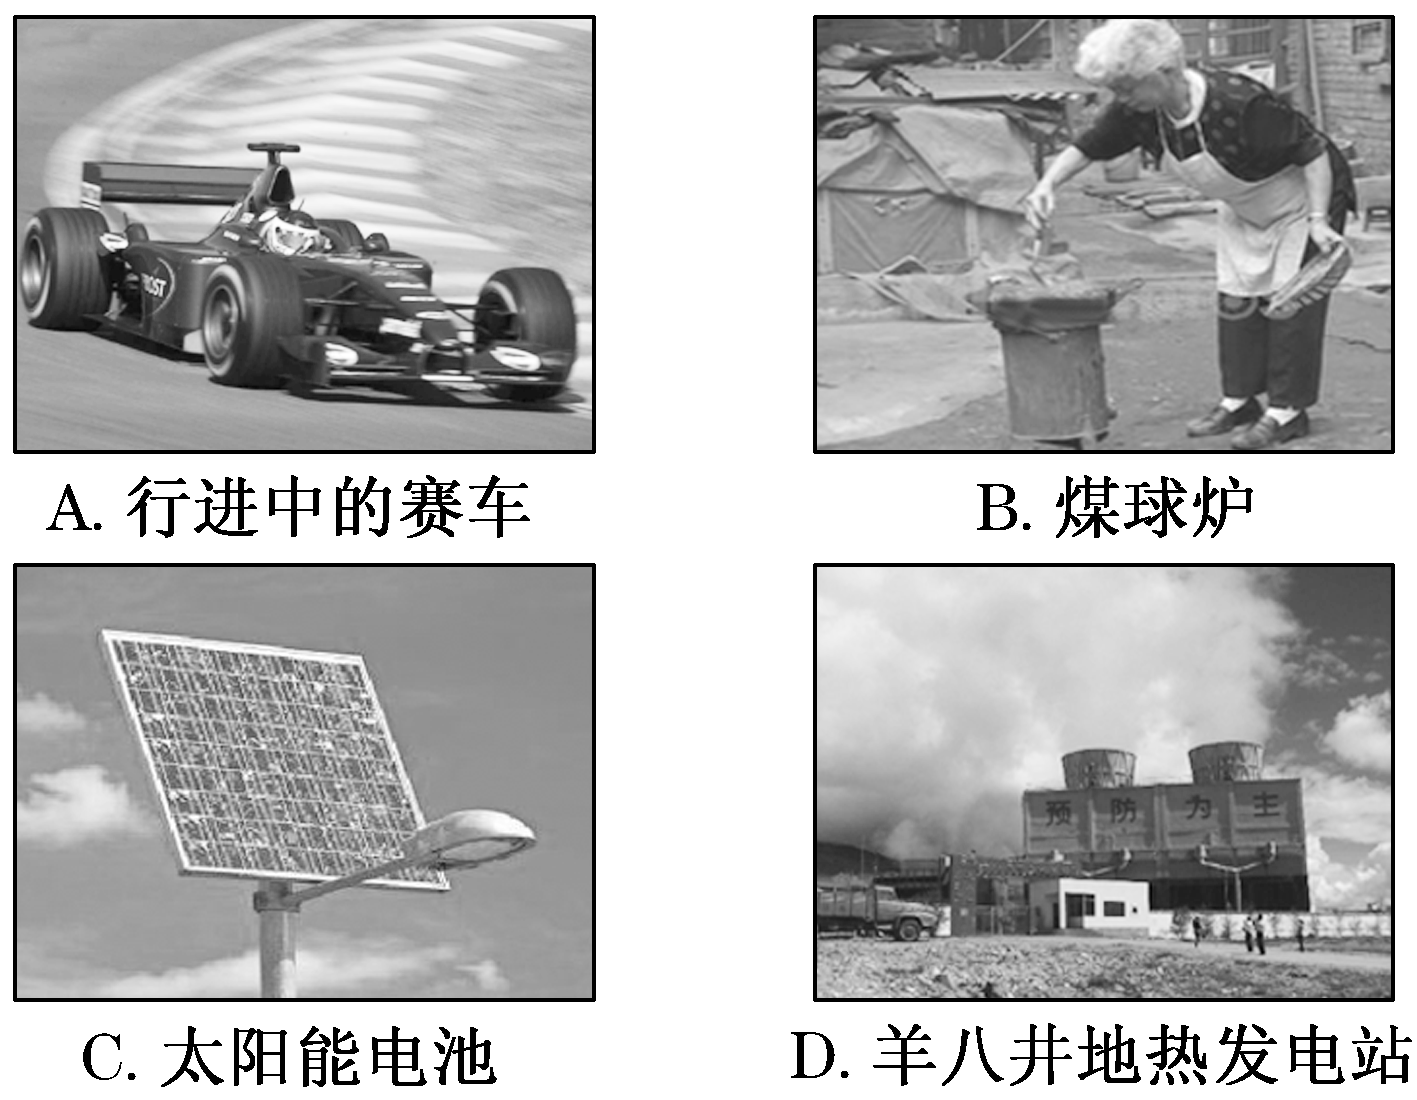 ROST
A. 行进中的赛车
B. 煤球炉
预防为主
C. 太阳能电池
D. 羊八井地热发电站